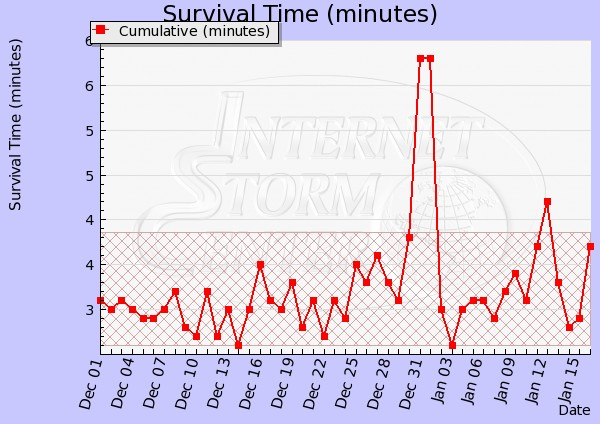 Survival Time (minutes)
Cumulative (minutes)
Survival Time (minutes)
INTERNET
STORM
6
6
5
5
4
4
3
Dec 01
Dec 04
Dec 07
Dec 10
Dec 13
Dec 16
Dec 19
Dec 22
Dec 25
Dec 28
Dec 31
Jan 03
Jan 06
Jan 09
Jan 12
Jan 15
Date